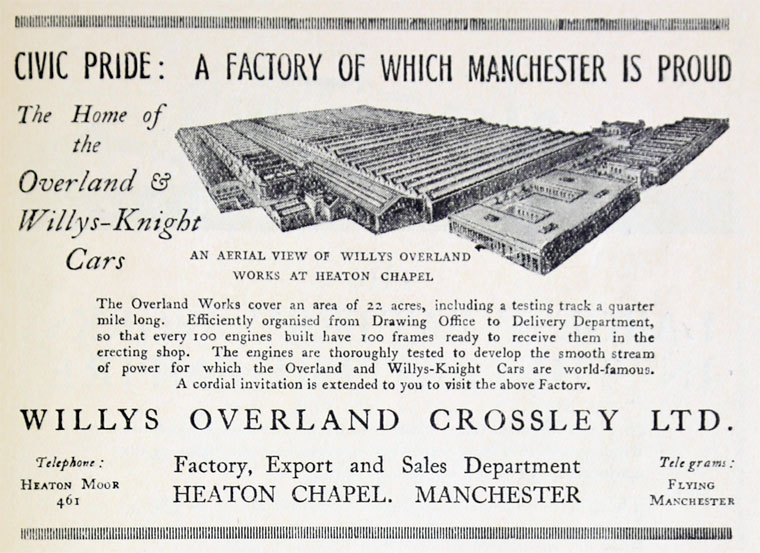 CIVIC PRIDE: A FACTORY OF WHICH MANCHESTER IS PROUD
The Home of
the
Overland &
Willys-Knight
Cars
AN AERIAL VIEW OF WILLYS OVERLAND
WORKS AT HEATON CHAPEL
The Overland Works cover an area of 22 acres, including a testing track a quarter
mile long. Efficiently organised from Drawing Office to Delivery Department,
so that every 100 engines built have 100 frames ready to receive them in the
erecting shop. The engines are thoroughly tested to develop the smooth stream
of power for which the Overland and Willys-Knight Cars are world-famous.
A cordial invitation is extended to you to visit the above Factory.
WILLYS OVERLAND CROSSLEY LTD.
Telephone:
HEATON MOOR
461
Factory, Export and Sales Department
HEATON CHAPEL. MANCHESTER
Telegrams:
FLYING
MANCHESTER